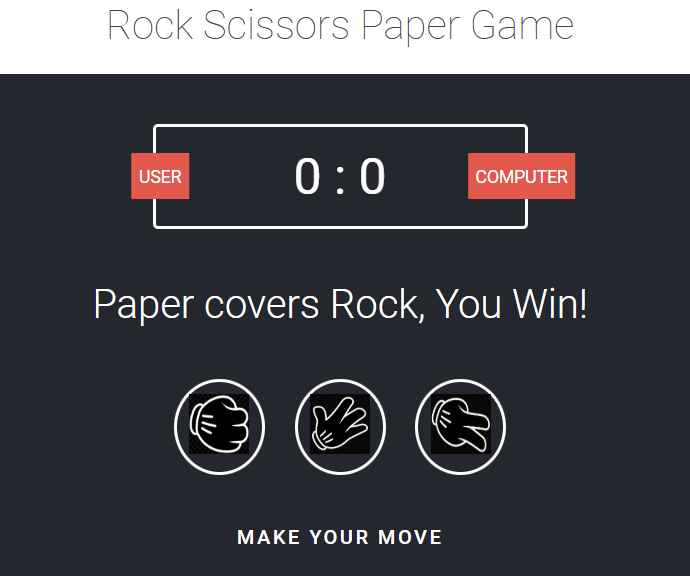 Rock Scissors Paper Game
USER 0 : 0 COMPUTER
Paper covers Rock, You Win!
MAKE YOUR MOVE